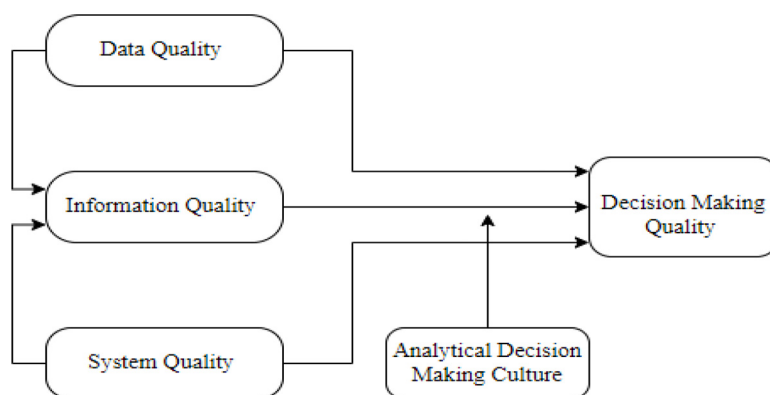 Data Quality
Information Quality
Decision Making
Quality
System Quality
Analytical Decision
Making Culture